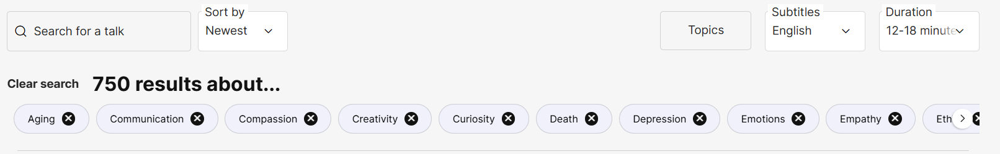 Search for a talk
Sort by
Newest
Topics
Subtitles
English
Duration
12-18 minute
Clear search
750 results about...
Aging Communication Compassion Creativity Curiosity Death Depression Emotions Empathy Eth